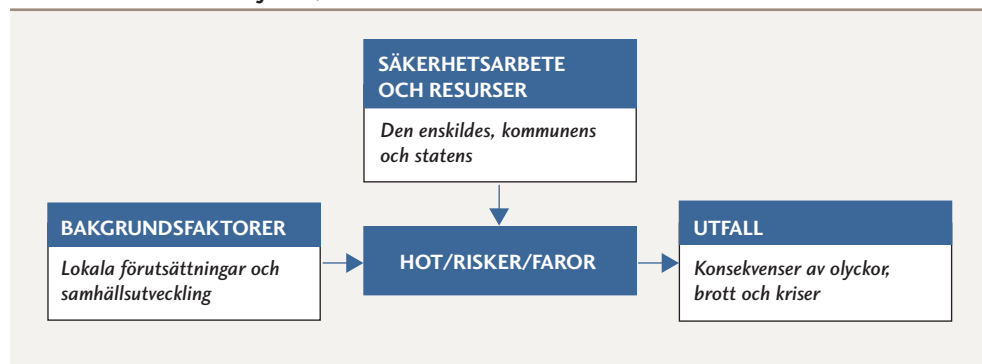 SÄKERHETSARBETE
OCH RESURSER
Den enskildes, kommunens
och statens
BAKGRUNDSFAKTORER
Lokala förutsättningar och
samhällsutveckling
HOT/RISKER/FAROR
UTFALL
Konsekvenser av olyckor,
brott och kriser